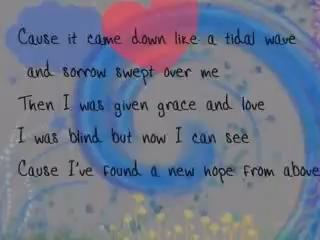 Cause it came down like a tidal wave
and sorrow swept over me
Then I was given grace and love
I was blind but now I can see
Cause I've found a new hope from above